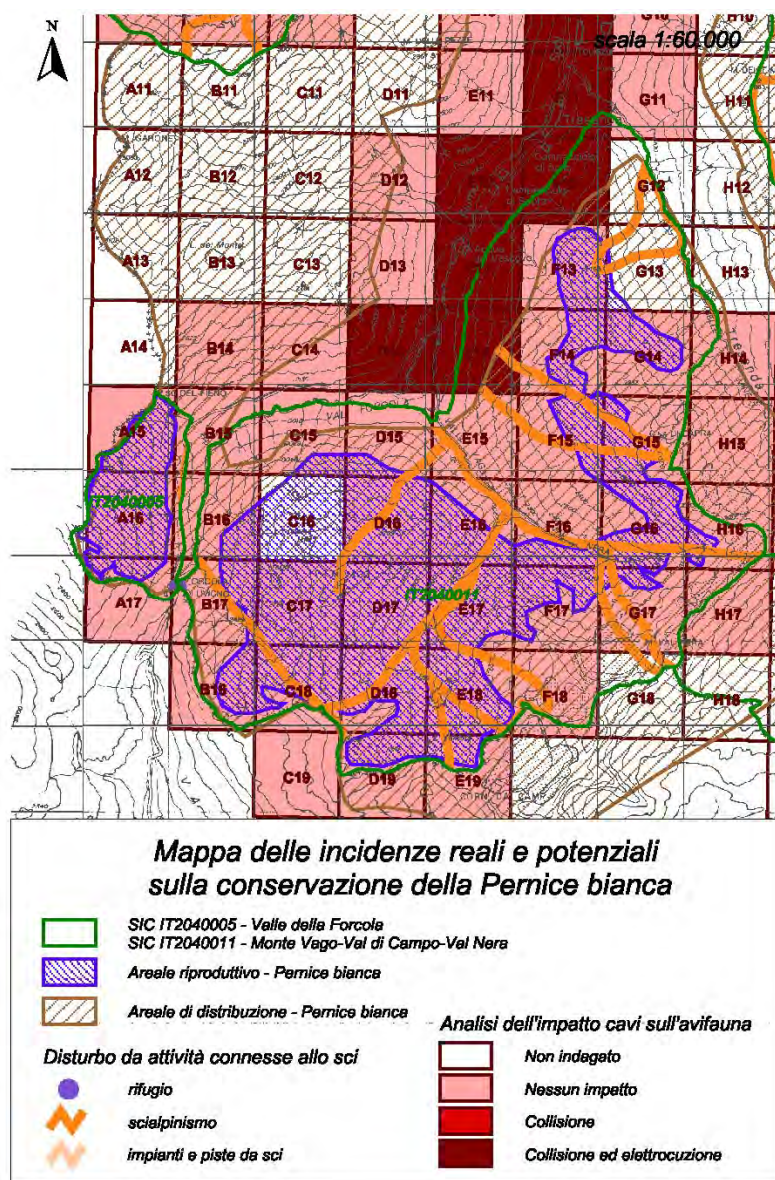 N
scala 1:60.000
G10
H10
A11
B11
C11
D11
E11
G11
H11
A12
B12
C12
D12
G12
H12
A13
B13
C13
D13
F13
G13
H13
A14
B14
C14
F14
G14
H14
A15
B15
C15
D15
E15
F15
G15
H15
VAL
IT2040005
A16
B16
C16
D16
E16
F16
G16
H16
IT2040011
A17
B17
C17
D17
E17
F17
G17
H17
B16
C18
D16
E18
F18
G18
H18
C19
D19
E19
Mappa delle incidenze reali e potenziali
sulla conservazione della Pernice bianca
SIC IT2040005 - Valle della Forcola
SIC IT2040011 - Monte Vago-Val di Campo-Val Nera
Areale riproduttivo - Pernice bianca
Areale di distribuzione - Pernice bianca
Analisi dell'impatto cavi sull'avifauna
Disturbo da attività connesse allo sci
Non indagato
rifugio
Nessun impatto
scialpinismo
Collisione
impianti e piste da sci
Collisione ed elettrocuzione